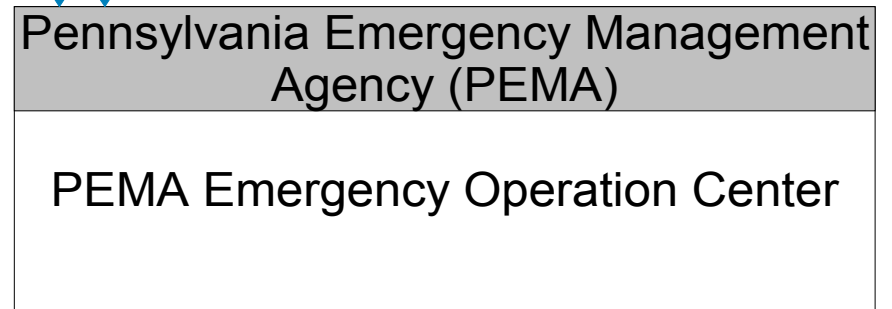 Pennsylvania Emergency Management
Agency (PEMA)
PEMA Emergency Operation Center